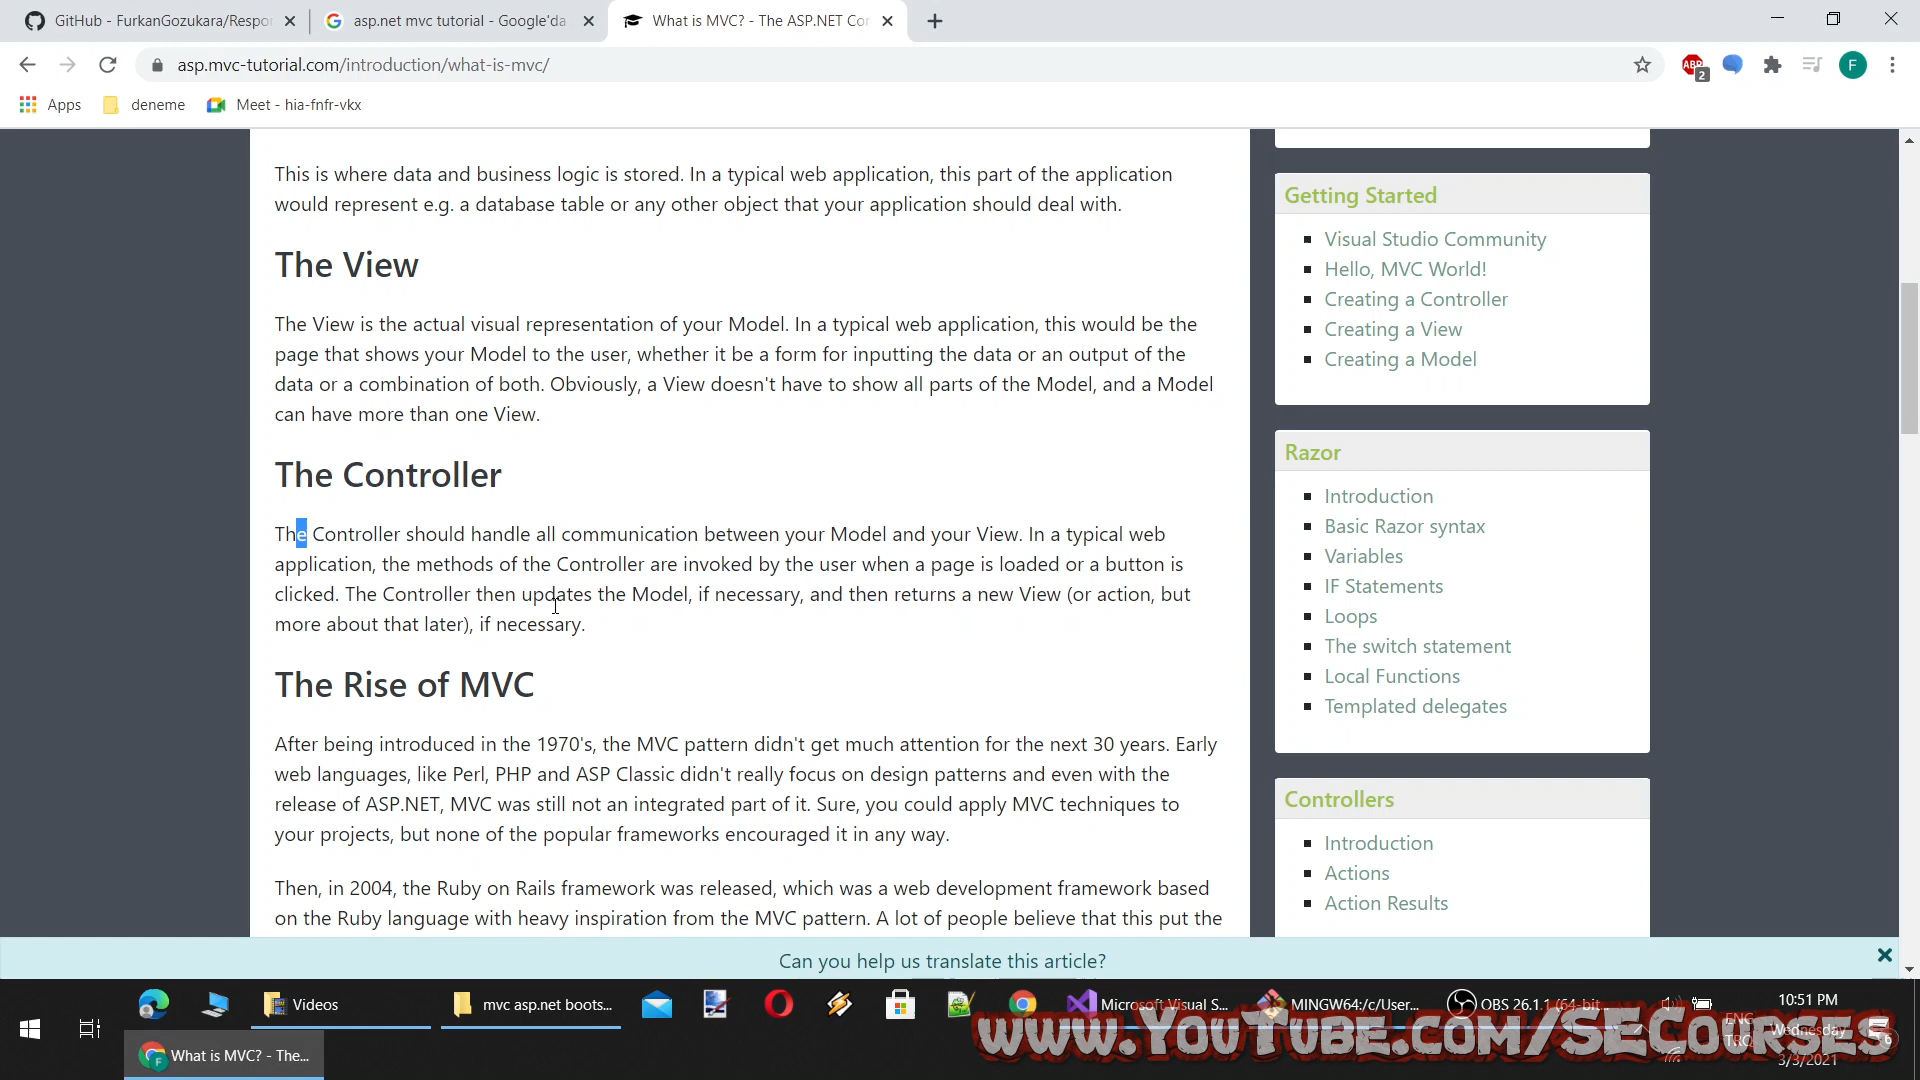 GitHub - FurkanGozukara/Respon
asp.net mvc tutorial - Google'da
What is MVC? - The ASP.NET Cor
asp.mvc-tutorial.com/introduction/what-is-mvc/
ABP
2
F
Apps
deneme
Meet - hia-fnfr-vkx
This is where data and business logic is stored. In a typical web application, this part of the application
would represent e.g. a database table or any other object that your application should deal with.
The View
The View is the actual visual representation of your Model. In a typical web application, this would be the
page that shows your Model to the user, whether it be a form for inputting the data or an output of the
data or a combination of both. Obviously, a View doesn't have to show all parts of the Model, and a Model
can have more than one View.
The Controller
The Controller should handle all communication between your Model and your View. In a typical web
application, the methods of the Controller are invoked by the user when a page is loaded or a button is
clicked. The Controller then updates the Model, if necessary, and then returns a new View (or action, but
more about that later), if necessary.
The Rise of MVC
After being introduced in the 1970's, the MVC pattern didn't get much attention for the next 30 years. Early
web languages, like Perl, PHP and ASP Classic didn't really focus on design patterns and even with the
release of ASP.NET, MVC was still not an integrated part of it. Sure, you could apply MVC techniques to
your projects, but none of the popular frameworks encouraged it in any way.
Then, in 2004, the Ruby on Rails framework was released, which was a web development framework based
on the Ruby language with heavy inspiration from the MVC pattern. A lot of people believe that this put the
Getting Started
Visual Studio Community
Hello, MVC World!
Creating a Controller
Creating a View
Creating a Model
Razor
Introduction
Basic Razor syntax
Variables
IF Statements
Loops
The switch statement
Local Functions
Templated delegates
Controllers
Introduction
Actions
Action Results
Can you help us translate this article?
Videos
mvc asp.net boots...
Microsoft Visual S...
MINGW64:/c/User...
OBS 26.1.1 (64-bit...
10:51 PM
ENG
Wednesday
TRQ
3/3/2021
6
What is MVC? - The...
www.YouTube.com/SECourses